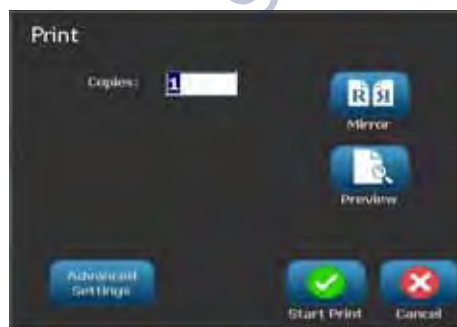 Print
Copies: 1
R R
Mirror
Preview
Advanced Settings
Start Print Cancel